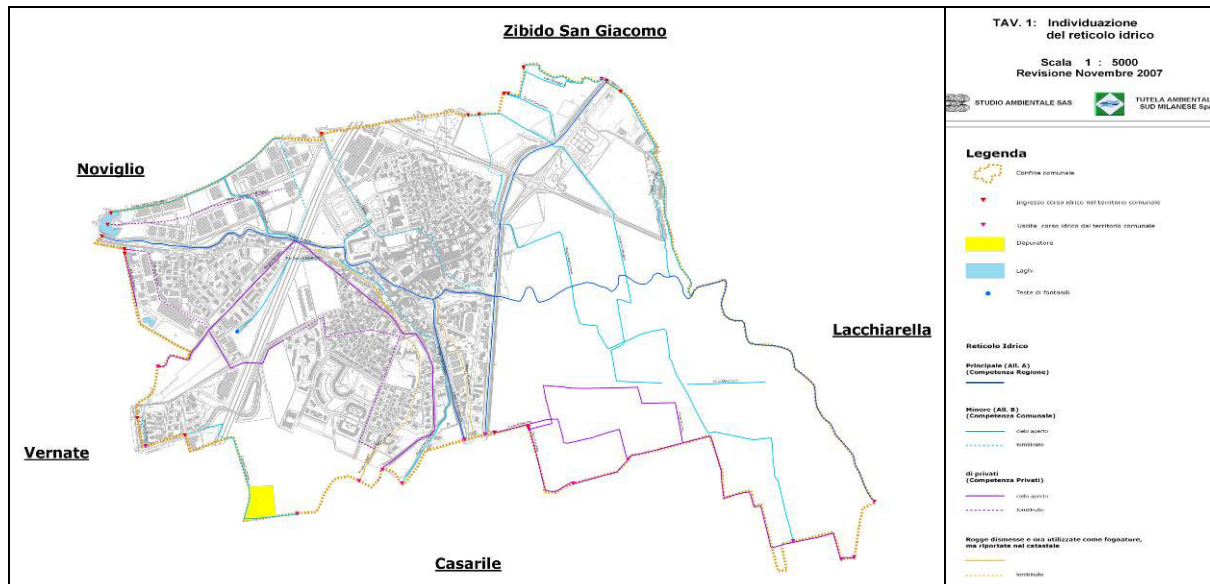 Zibido San Giacomo
Noviglio
Lacchiarella
Vernate
Casarile
TAV. 1: Individuazione
del reticolo idrico
Scala 1 : 5000
Revisione Novembre 2007
STUDIO AMBIENTALE SAS
TUTELA AMBIENTALE
SUD MILANESE SpA
Legenda
Confine comunale
Ingresso corso idrico nel territorio comunale
Uscita corso idrico dal territorio comunale
Depuratore
Laghi
Teste di fontanili
Reticolo Idrico
Principale (All. A)
(Competenza Regione)
Minore (All. B)
(Competenza Comunale)
cielo aperto
tombinato
di privati
(Competenza Privati)
cielo aperto
tombinato
Rogge dismesse e ora utilizzate come fognature,
ma riportate nel catastale
tombinato